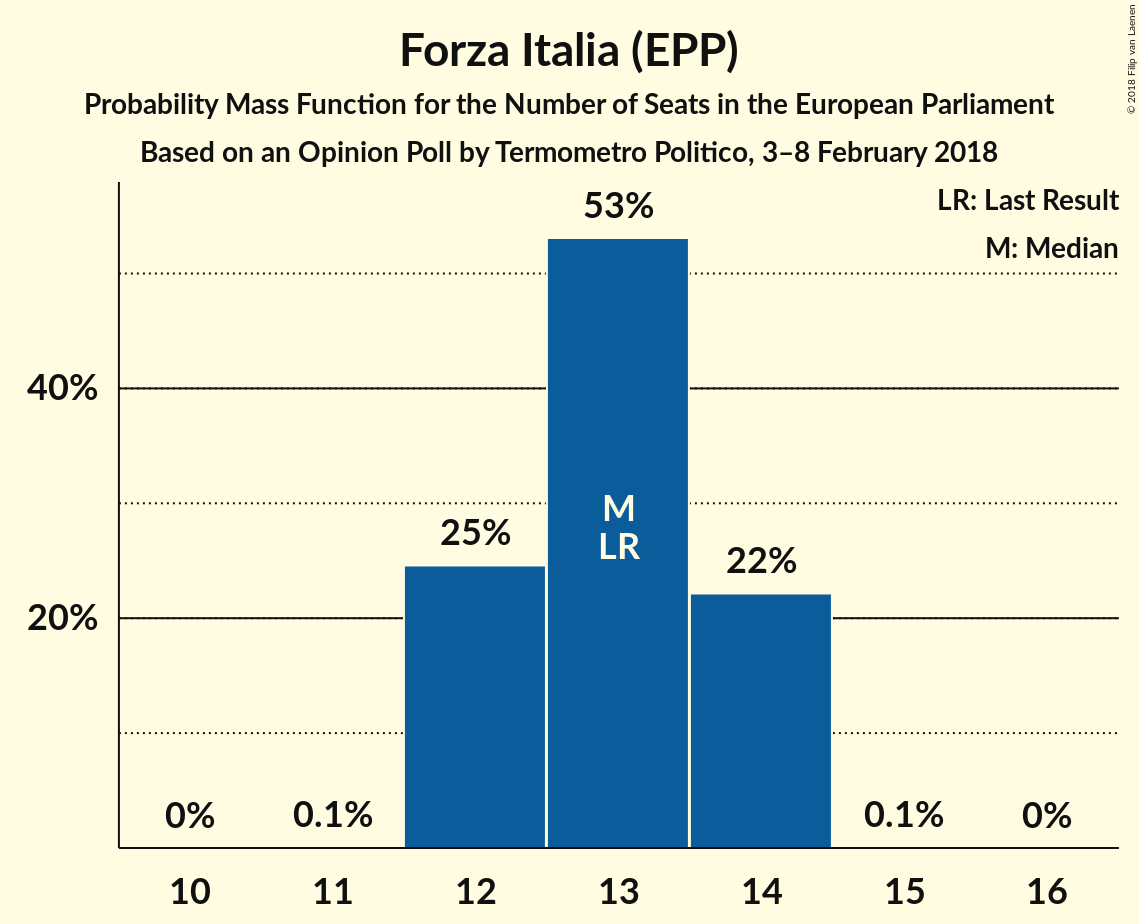 Forza Italia (EPP)
Probability Mass Function for the Number of Seats in the European Parliament
Based on an Opinion Poll by Termometro Politico, 3–8 February 2018
© 2018 Filip van Laenen
LR: Last Result
M: Median
53%
40%
25%
M
LR
22%
20%
0%
0.1%
0.1%
0%
10
11
12
13
14
15
16